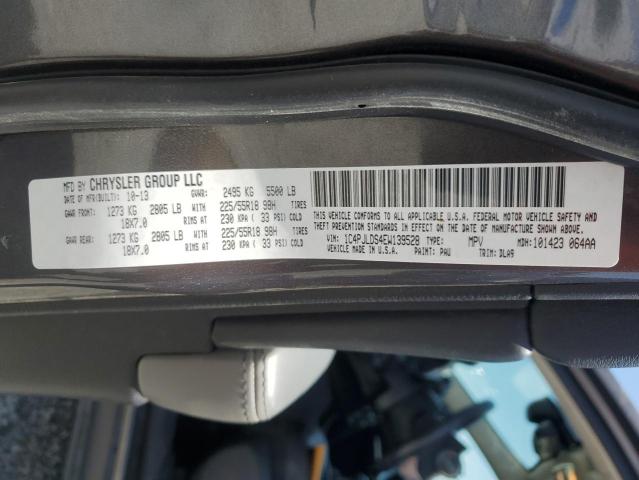 MFD BY CHRYSLER GROUP LLC
DATE OF MFR(BUILT): 10-13 GVWR: 2495 KG 5500 LB
GAWR FRONT: 1273 KG 2805 LB 225/55R18 98H TIRES
18X7.0 RIMS AT 230 KPA ( 33 PSI) COLD
GAWR REAR: 1273 KG 2805 LB 225/55R18 98H TIRES
18X7.0 RIMS AT 230 KPA ( 33 PSI) COLD
THIS VEHICLE CONFORMS TO ALL APPLICABLE U.S.A. FEDERAL MOTOR VEHICLE SAFETY AND
THEFT PREVENTION STANDARDS IN EFFECT ON THE DATE OF MANUFACTURE SHOWN ABOVE.
VIN: 1C4PJLDS4EW139528 TYPE: MPV MDH: 101423 064AA
VEHICLE MADE IN U.S.A. PAINT: PAU TRIM: DLA9